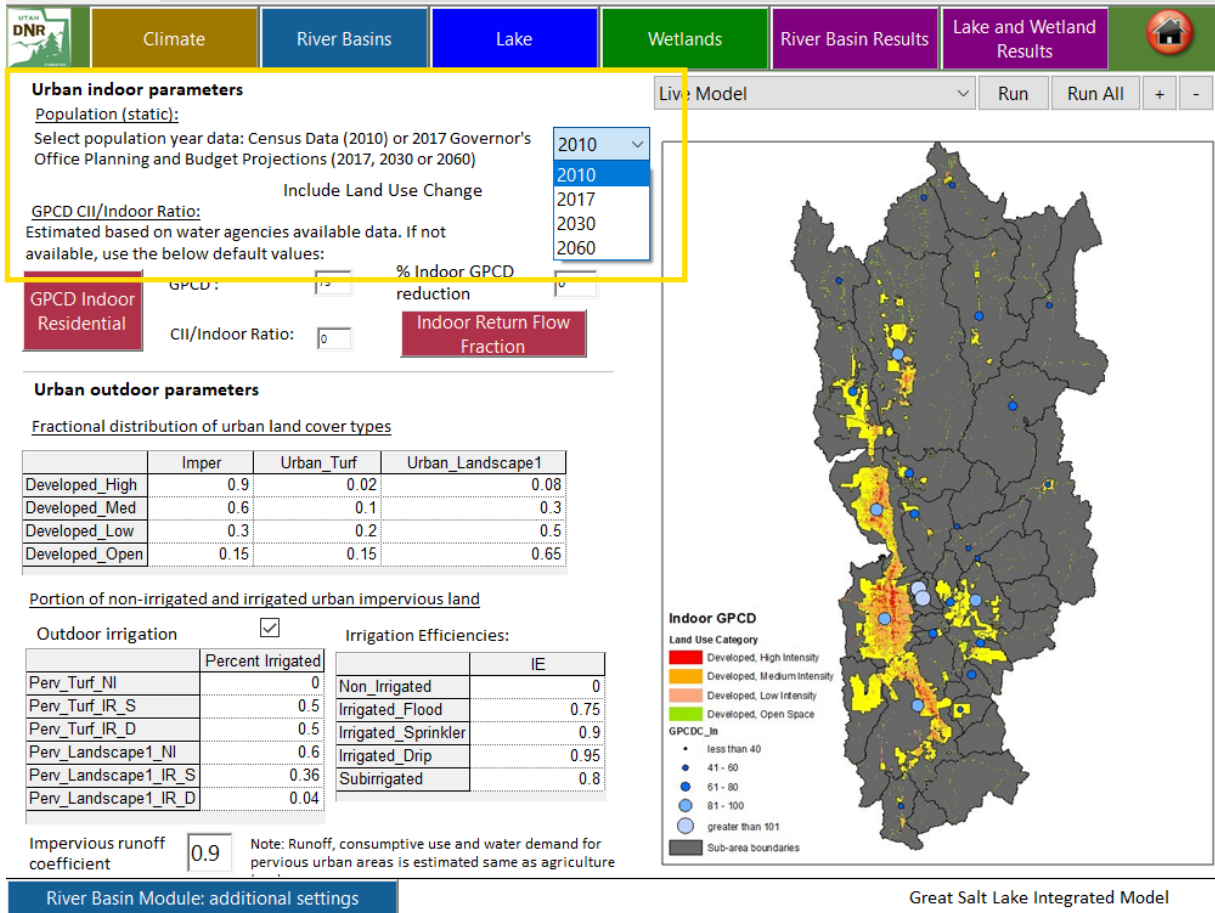 UTAH
DNR
FORESTRY
Climate
River Basins
Lake
Wetlands
River Basin Results
Lake and Wetland
Results
Urban indoor parameters
Population (static):
Select population year data: Census Data (2010) or 2017 Governor's
Office Planning and Budget Projections (2017, 2030 or 2060)
2010
2010
2017
2030
2060
Include Land Use Change
GPCD CII/Indoor Ratio:
Estimated based on water agencies available data. If not
available, use the below default values:
GPCD Indoor
Residential
GPCD :
75
% Indoor GPCD
reduction
0
CII/Indoor Ratio:
0
Indoor Return Flow
Fraction
Live Model
Run
Run All
+
-
Urban outdoor parameters
Fractional distribution of urban land cover types
Imper Urban_Turf Urban_Landscape1
Developed_High 0.9 0.02 0.08
Developed_Med 0.6 0.1 0.3
Developed_Low 0.3 0.2 0.5
Developed_Open 0.15 0.15 0.65
Portion of non-irrigated and irrigated urban impervious land
Outdoor irrigation
Percent Irrigated
Perv_Turf_NI 0
Perv_Turf_IR_S 0.5
Perv_Turf_IR_D 0.5
Perv_Landscape1_NI 0.6
Perv_Landscape1_IR_S 0.36
Perv_Landscape1_IR_D 0.04
Irrigation Efficiencies:
IE
Non_Irrigated 0
Irrigated_Flood 0.75
Irrigated_Sprinkler 0.9
Irrigated_Drip 0.95
Subirrigated 0.8
Impervious runoff
coefficient
0.9
Note: Runoff, consumptive use and water demand for
pervious urban areas is estimated same as agriculture
Indoor GPCD
Land Use Category
Developed, High Intensity
Developed, Medium Intensity
Developed, Low Intensity
Developed, Open Space
GPCDC_In
less than 40
41 - 60
61 - 80
81 - 100
greater than 101
Sub-area boundaries
River Basin Module: additional settings
Great Salt Lake Integrated Model